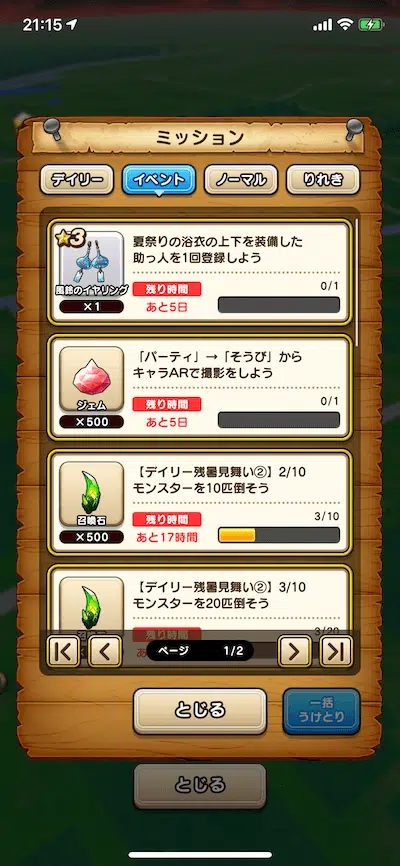 21:15
ミッション
デイリー
イベント
ノーマル
りれき
3
風鈴のイヤリング
×1
夏祭りの浴衣の上下を装備した
助っ人を1回登録しよう
残り時間
あと5日
0/1
ジェム
×500
「パーティ」→「そうび」から
キャラARで撮影をしよう
残り時間
あと5日
0/1
召喚石
×500
【デイリー残暑見舞い②】2/10
モンスターを10匹倒そう
残り時間
あと17時間
3/10
【デイリー残暑見舞い②】3/10
モンスターを20匹倒そう
残り時間
3/20
ページ 1/2
とじる
一括
うけとり
とじる